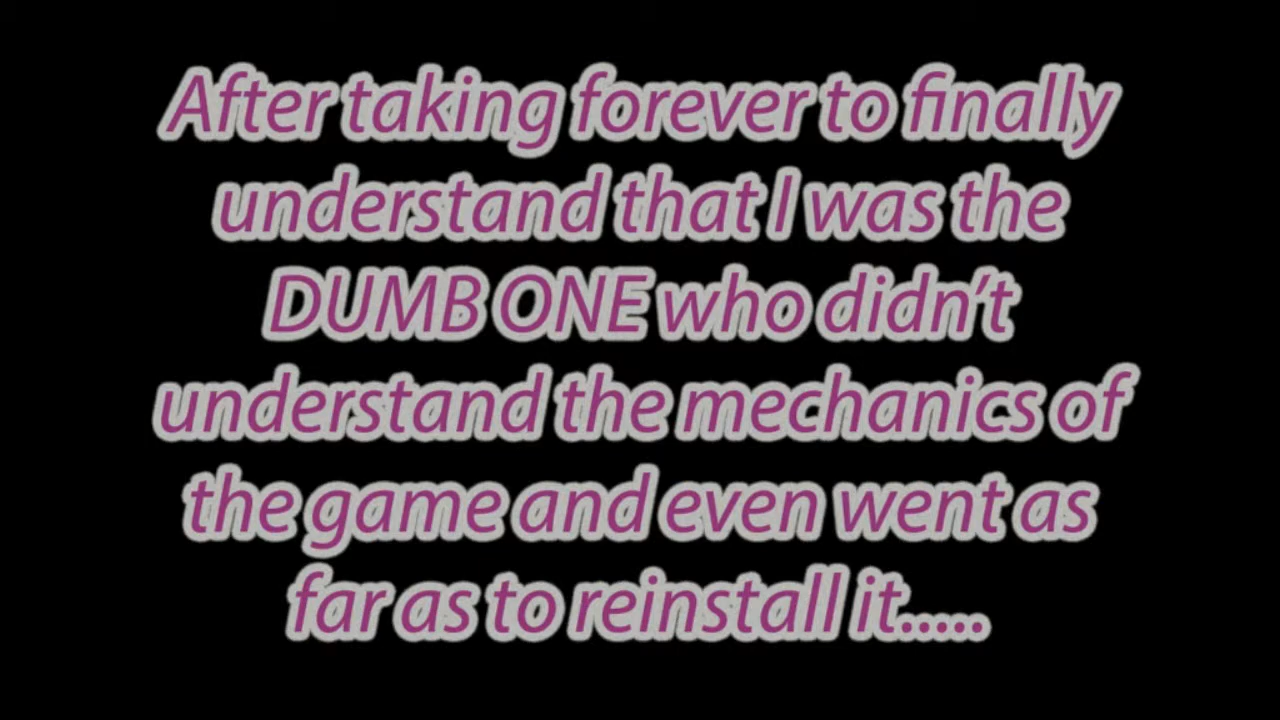 After taking forever to finally
understand that I was the
DUMB ONE who didn’t
understand the mechanics of
the game and even went as
far as to reinstall it.....